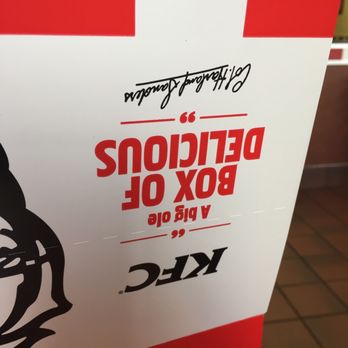 KFC®
“
A big ole
BOX OF
DELICIOUS
”
Col. Harland Sanders